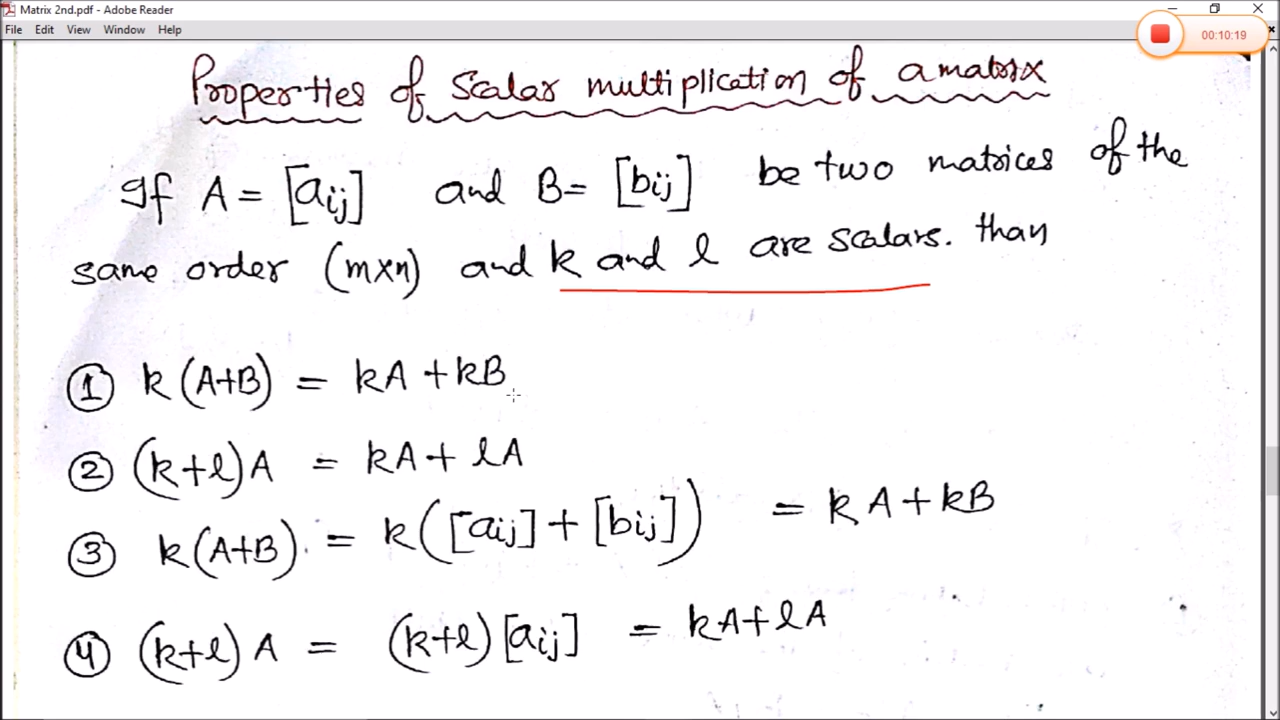 Matrix 2nd.pdf - Adobe Reader
File Edit View Window Help
00:10:19
Properties of scalar multiplication of a matrix
If A = [aij] and B = [bij] be two matrices of the
same order (m×n) and k and l are scalars. than
① k(A+B) = kA + kB
② (k+l)A = kA + lA
③ k(A+B). = k([aij] + [bij]) = kA + kB
④ (k+l)A = (k+l)[aij] = kA + lA